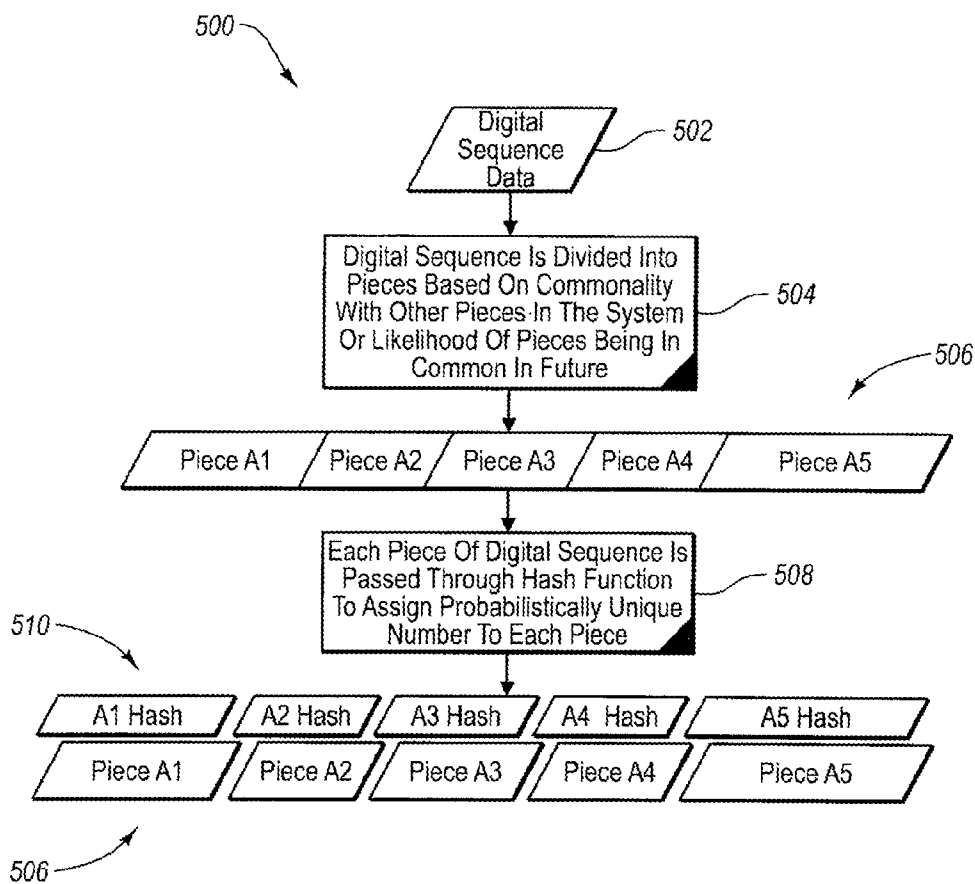 500
Digital
Sequence
Data
502
Digital Sequence Is Divided Into
Pieces Based On Commonality
With Other Pieces In The System
Or Likelihood Of Pieces Being In
Common In Future
504
506
Piece A1 Piece A2 Piece A3 Piece A4 Piece A5
Each Piece Of Digital Sequence Is
Passed Through Hash Function
To Assign Probabilistically Unique
Number To Each Piece
508
510
A1 Hash A2 Hash A3 Hash A4 Hash A5 Hash
Piece A1 Piece A2 Piece A3 Piece A4 Piece A5
506